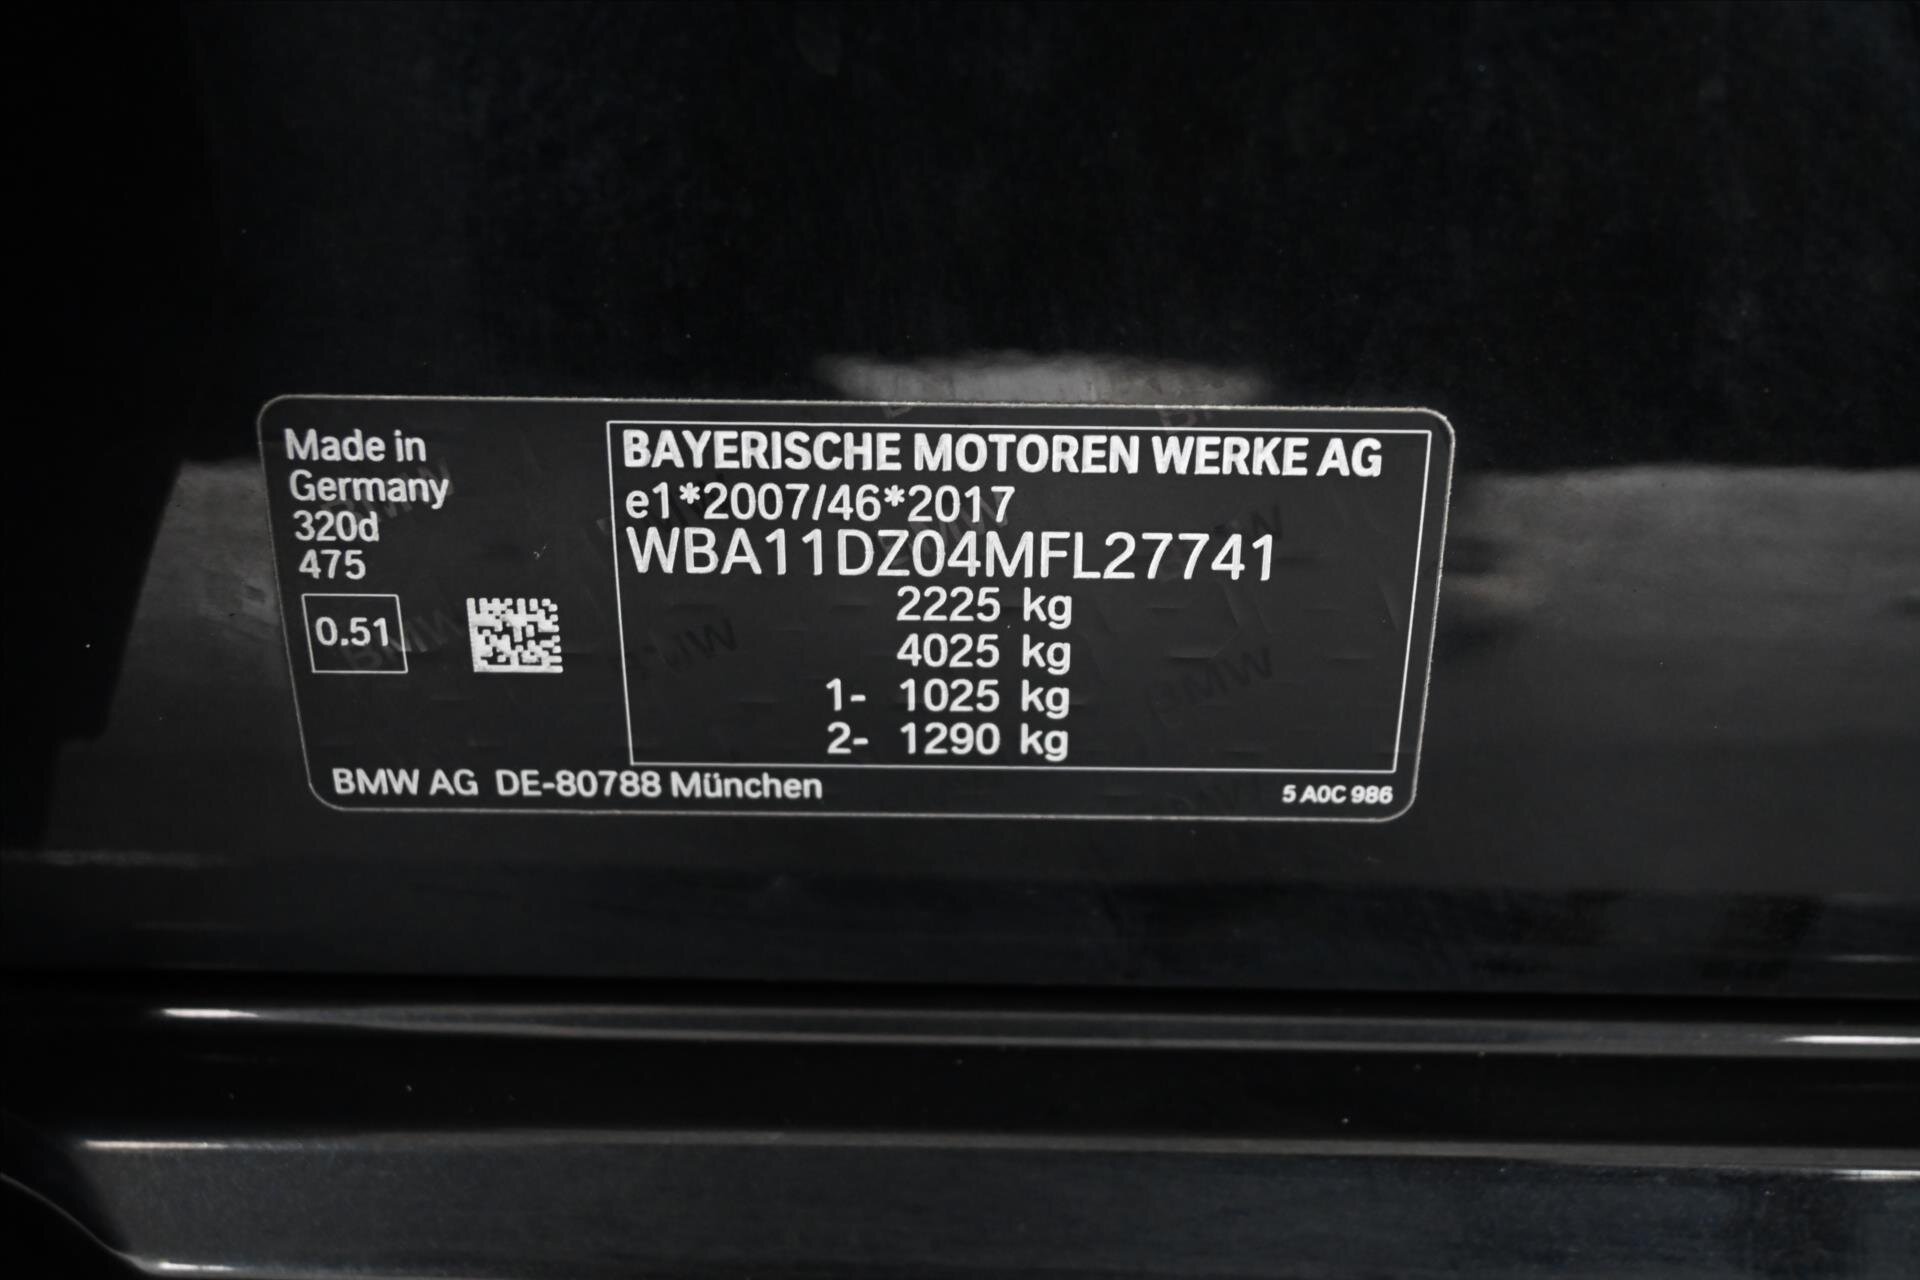 Made in
Germany
320d
475
0.51
BAYERISCHE MOTOREN WERKE AG
e1*2007/46*2017
WBA11DZ04MFL27741
2225 kg
4025 kg
1- 1025 kg
2- 1290 kg
BMW AG DE-80788 München
5 A0C 986